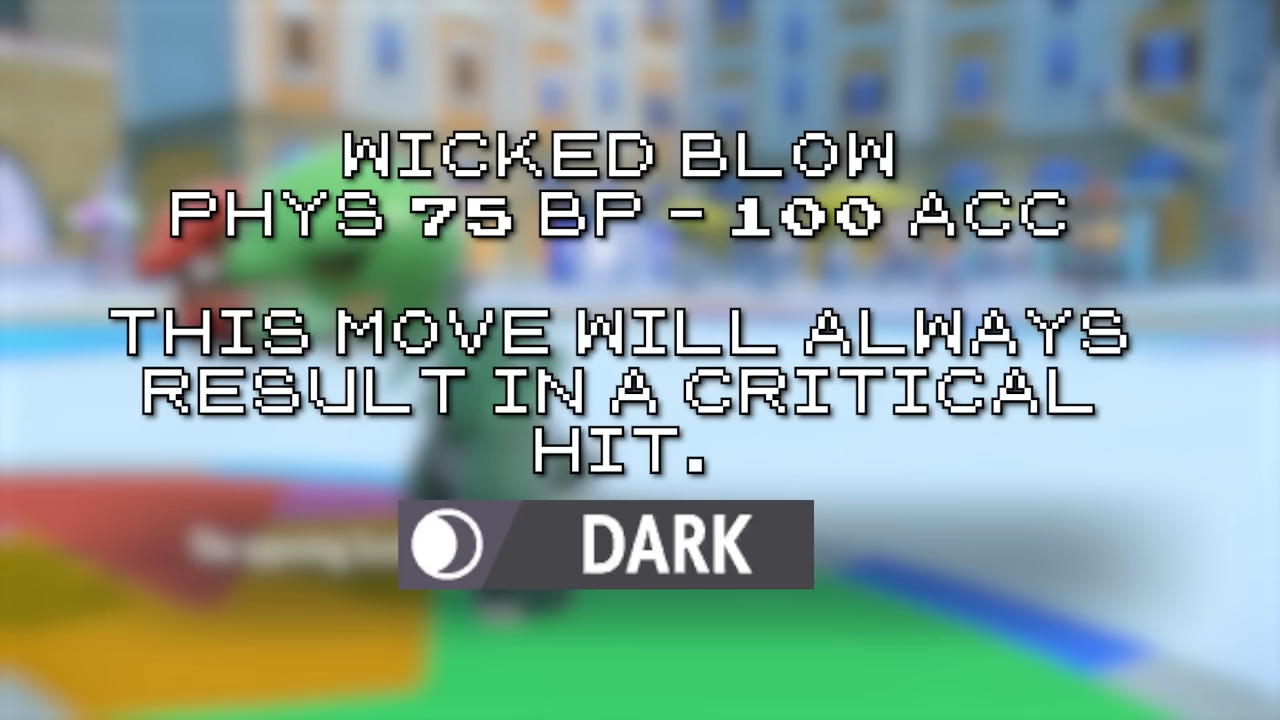 WICKED BLOW
PHYS 75 BP - 100 ACC
THIS MOVE WILL ALWAYS
RESULT IN A CRITICAL
HIT.
DARK